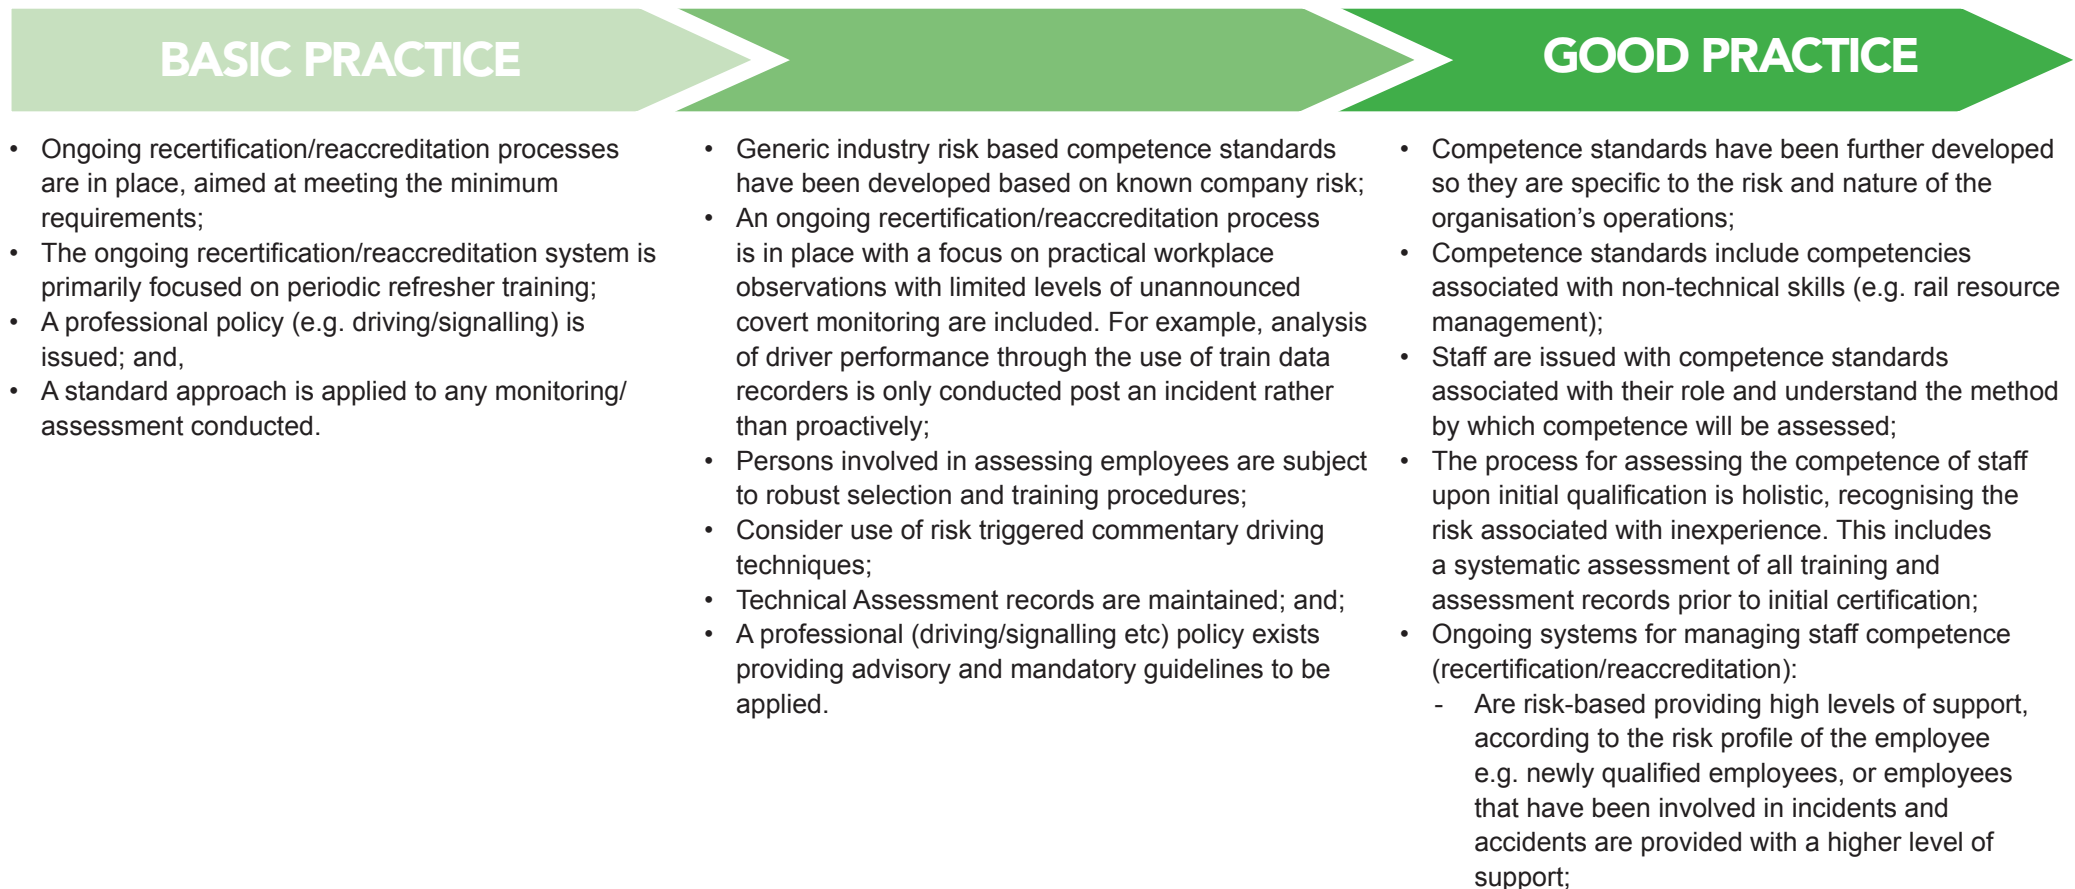 BASIC PRACTICE
GOOD PRACTICE
• Ongoing recertification/reaccreditation processes
are in place, aimed at meeting the minimum
requirements;
• The ongoing recertification/reaccreditation system is
primarily focused on periodic refresher training;
• A professional policy (e.g. driving/signalling) is
issued; and,
• A standard approach is applied to any monitoring/
assessment conducted.
• Generic industry risk based competence standards
have been developed based on known company risk;
• An ongoing recertification/reaccreditation process
is in place with a focus on practical workplace
observations with limited levels of unannounced
covert monitoring are included. For example, analysis
of driver performance through the use of train data
recorders is only conducted post an incident rather
than proactively;
• Persons involved in assessing employees are subject
to robust selection and training procedures;
• Consider use of risk triggered commentary driving
techniques;
• Technical Assessment records are maintained; and;
• A professional (driving/signalling etc) policy exists
providing advisory and mandatory guidelines to be
applied.
• Competence standards have been further developed
so they are specific to the risk and nature of the
organisation’s operations;
• Competence standards include competencies
associated with non-technical skills (e.g. rail resource
management);
• Staff are issued with competence standards
associated with their role and understand the method
by which competence will be assessed;
• The process for assessing the competence of staff
upon initial qualification is holistic, recognising the
risk associated with inexperience. This includes
a systematic assessment of all training and
assessment records prior to initial certification;
• Ongoing systems for managing staff competence
(recertification/reaccreditation):
- Are risk-based providing high levels of support,
according to the risk profile of the employee
e.g. newly qualified employees, or employees
that have been involved in incidents and
accidents are provided with a higher level of
support;